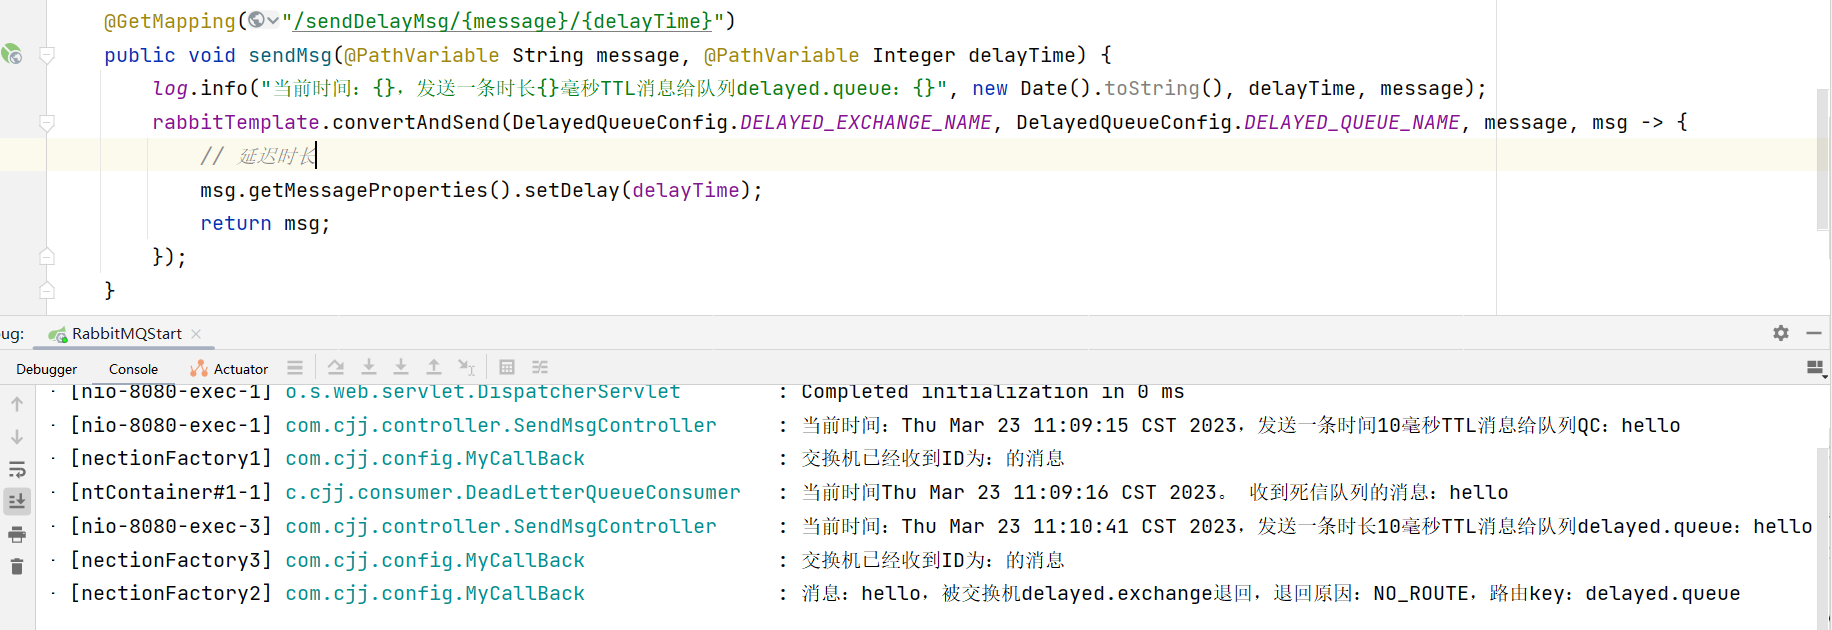 @GetMapping("/sendDelayMsg/{message}/{delayTime}")
public void sendMsg(@PathVariable String message, @PathVariable Integer delayTime) {
log.info("当前时间：{}，发送一条时长{}毫秒TTL消息给队列delayed.queue：{}", new Date().toString(), delayTime, message);
rabbitTemplate.convertAndSend(DelayedQueueConfig.DELAYED_EXCHANGE_NAME, DelayedQueueConfig.DELAYED_QUEUE_NAME, message, msg -> {
// 延迟时长
msg.getMessageProperties().setDelay(delayTime);
return msg;
});
}
ug: RabbitMQStart
Debugger Console Actuator
[nio-8080-exec-1] o.s.web.servlet.DispatcherServlet : Completed initialization in 0 ms
[nio-8080-exec-1] com.cjj.controller.SendMsgController : 当前时间：Thu Mar 23 11:09:15 CST 2023，发送一条时间10毫秒TTL消息给队列QC：hello
[nectionFactory1] com.cjj.config.MyCallBack : 交换机已经收到ID为：的消息
[ntContainer#1-1] c.cjj.consumer.DeadLetterQueueConsumer : 当前时间Thu Mar 23 11:09:16 CST 2023。 收到死信队列的消息：hello
[nio-8080-exec-3] com.cjj.controller.SendMsgController : 当前时间：Thu Mar 23 11:10:41 CST 2023，发送一条时长10毫秒TTL消息给队列delayed.queue：hello
[nectionFactory3] com.cjj.config.MyCallBack : 交换机已经收到ID为：的消息
[nectionFactory2] com.cjj.config.MyCallBack : 消息：hello，被交换机delayed.exchange退回，退回原因：NO_ROUTE，路由key：delayed.queue